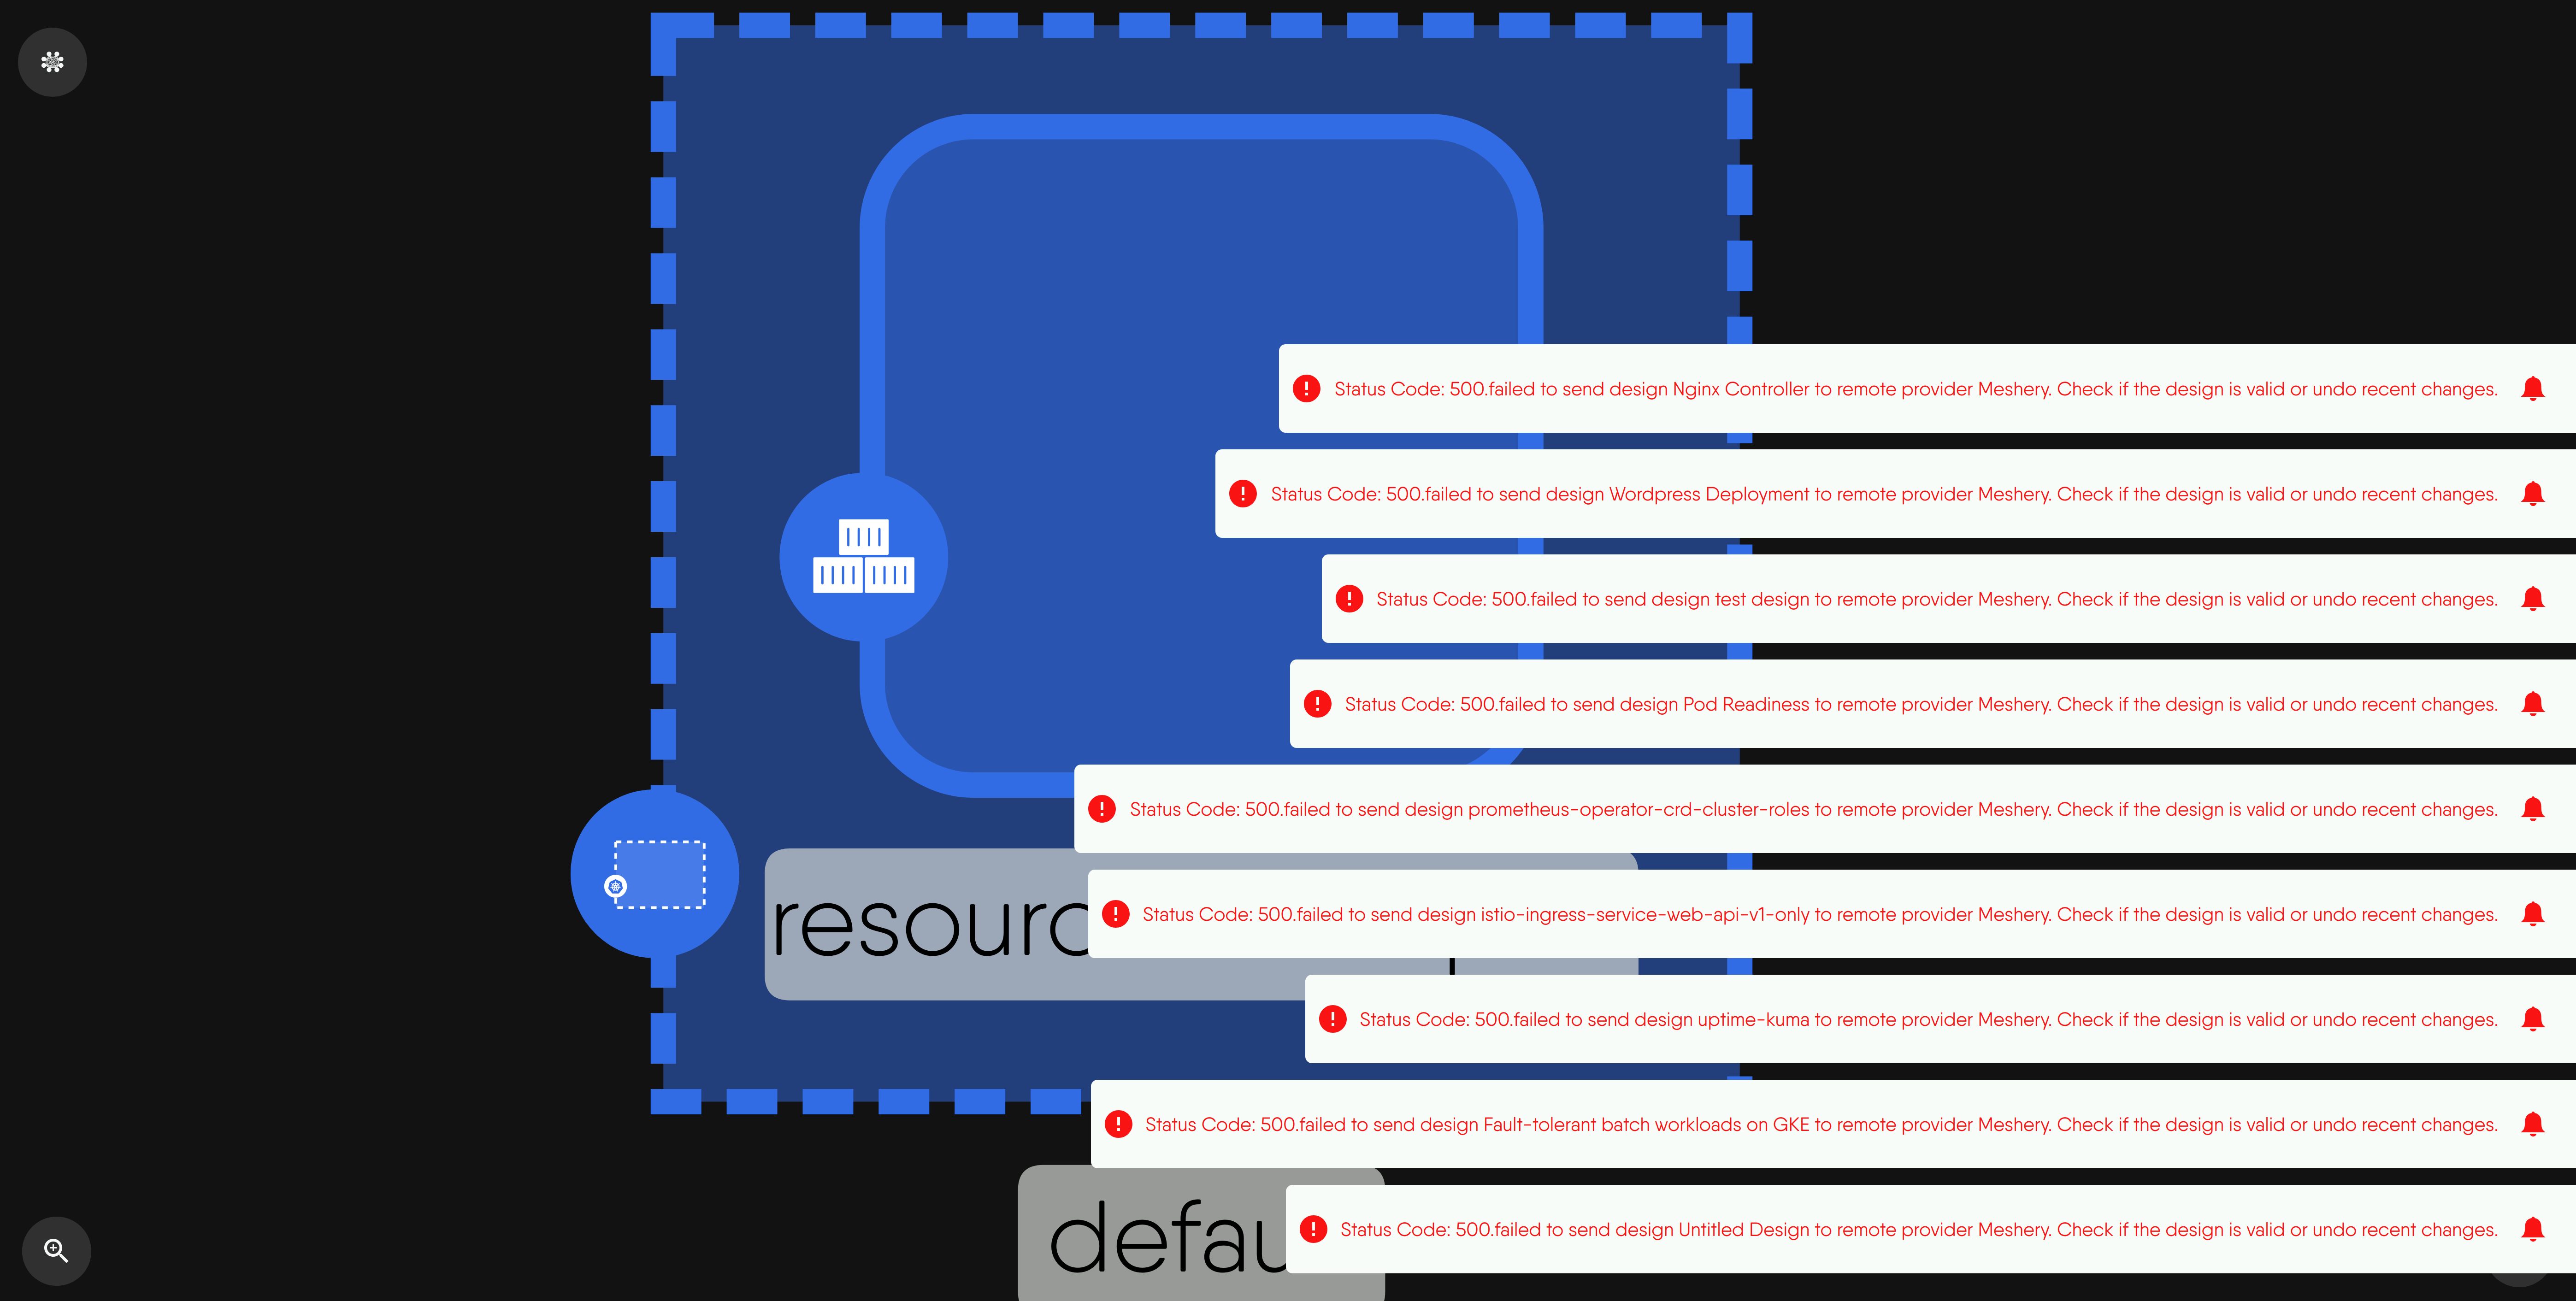 Status Code: 500.failed to send design Nginx Controller to remote provider Meshery. Check if the design is valid or undo recent changes.
Status Code: 500.failed to send design Wordpress Deployment to remote provider Meshery. Check if the design is valid or undo recent changes.
Status Code: 500.failed to send design test design to remote provider Meshery. Check if the design is valid or undo recent changes.
Status Code: 500.failed to send design Pod Readiness to remote provider Meshery. Check if the design is valid or undo recent changes.
Status Code: 500.failed to send design prometheus-operator-crd-cluster-roles to remote provider Meshery. Check if the design is valid or undo recent changes.
Status Code: 500.failed to send design istio-ingress-service-web-api-v1-only to remote provider Meshery. Check if the design is valid or undo recent changes.
Status Code: 500.failed to send design uptime-kuma to remote provider Meshery. Check if the design is valid or undo recent changes.
Status Code: 500.failed to send design Fault-tolerant batch workloads on GKE to remote provider Meshery. Check if the design is valid or undo recent changes.
Status Code: 500.failed to send design Untitled Design to remote provider Meshery. Check if the design is valid or undo recent changes.